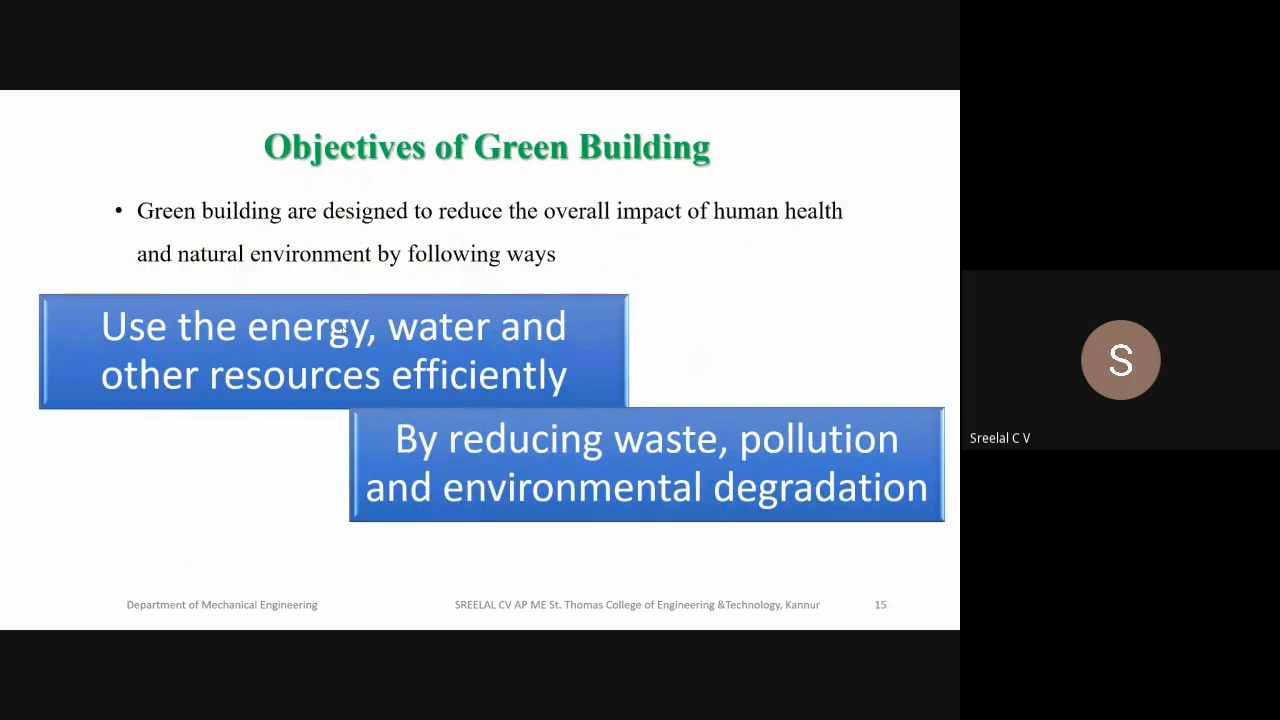 Objectives of Green Building
• Green building are designed to reduce the overall impact of human health
and natural environment by following ways
Use the energy, water and
other resources efficiently
By reducing waste, pollution
and environmental degradation
Department of Mechanical Engineering
SREELAL CV AP ME St. Thomas College of Engineering &Technology, Kannur
15
S
Sreelal C V